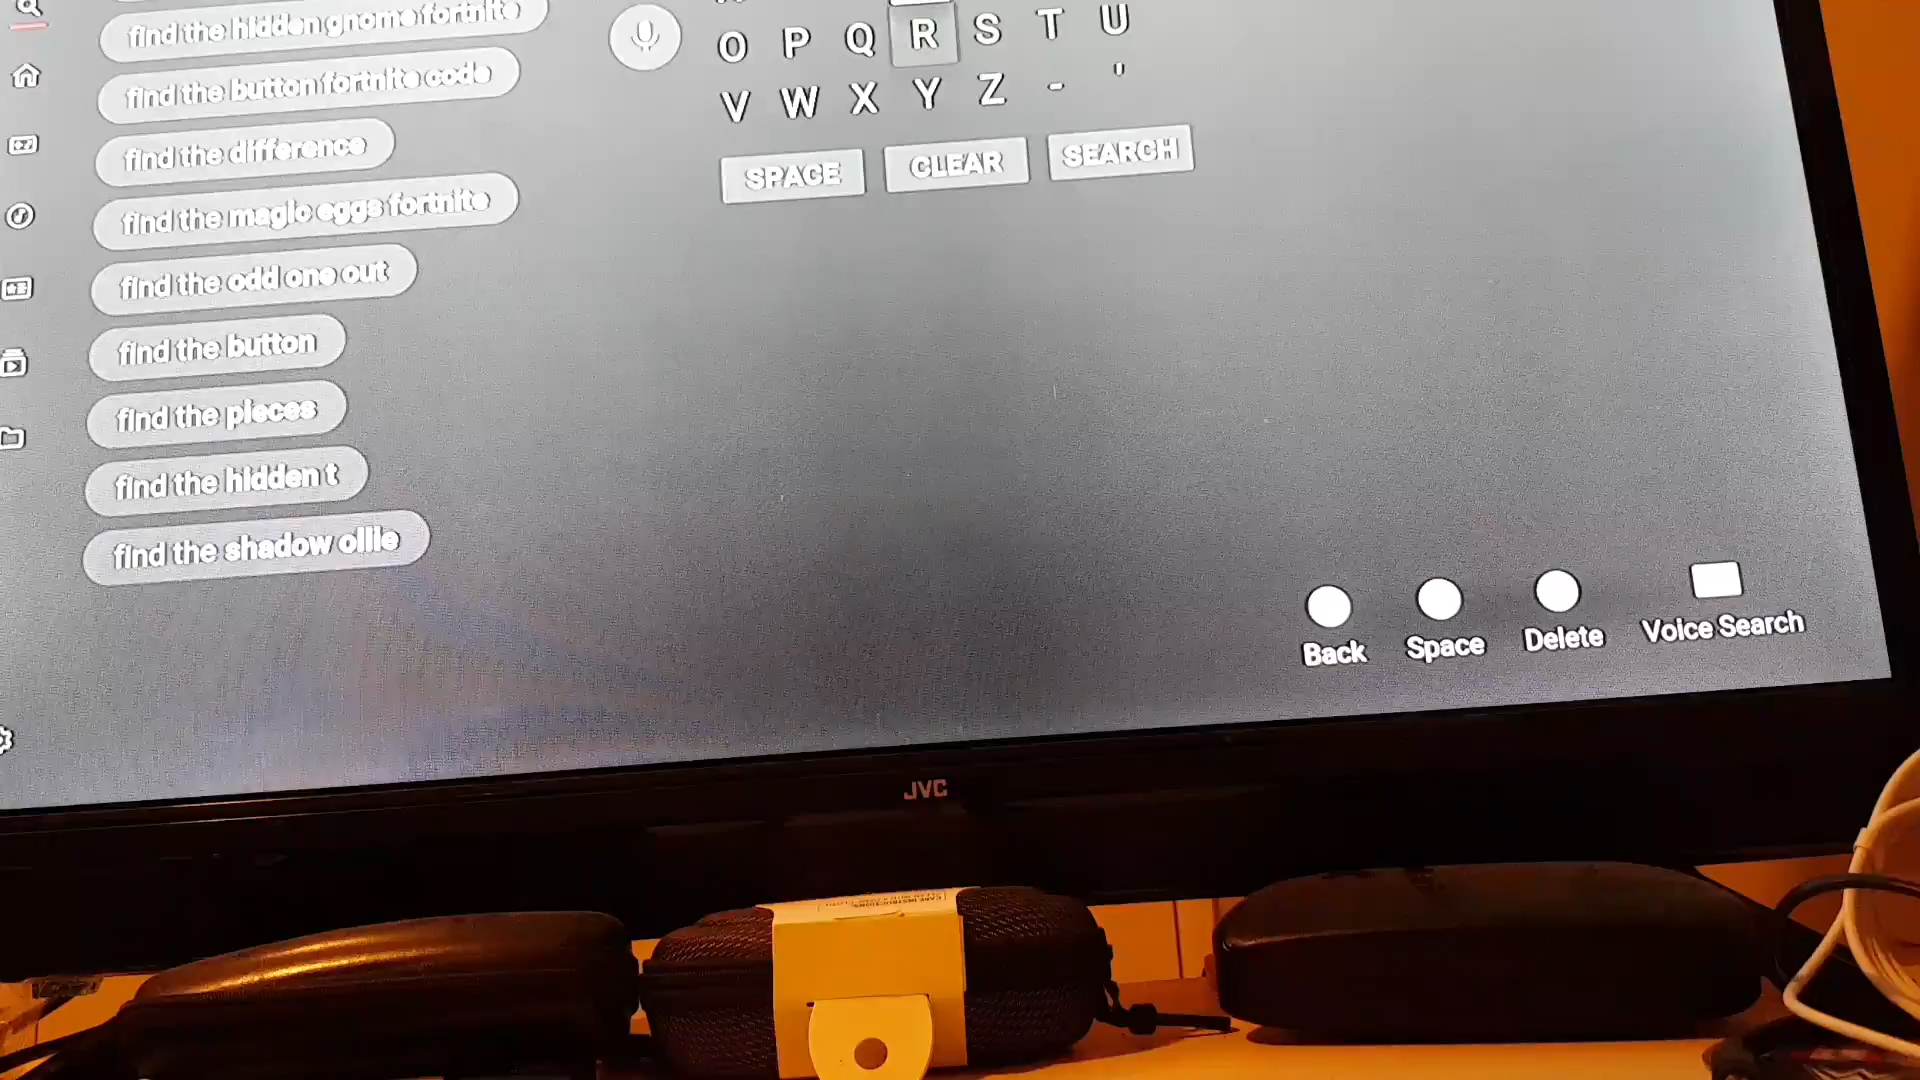 find the hidden gnome fortnite
find the button fortnite code
find the difference
find the magic eggs fortnite
find the odd one out
find the button
find the pieces
find the hidden t
find the shadow ollie
O P Q R S T U
V W X Y Z - '
SPACE CLEAR SEARCH
Back Space Delete Voice Search
JVC
CARE INSTRUCTIONS: